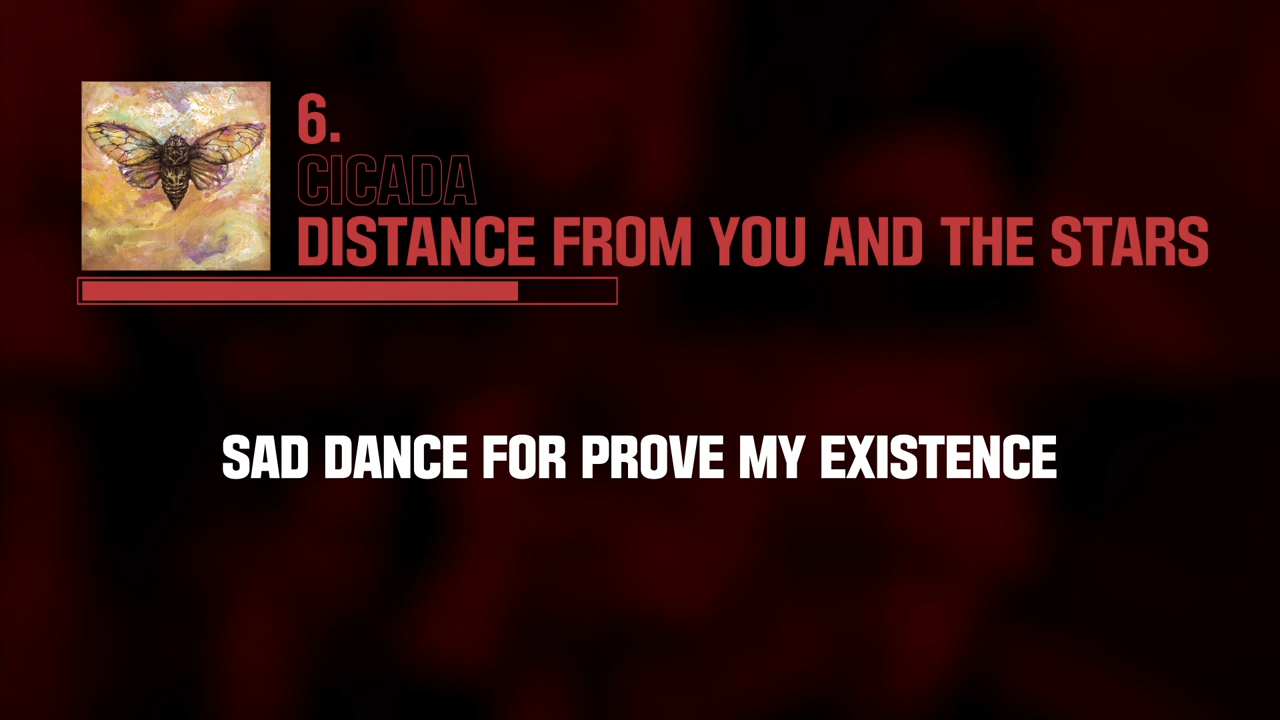 6.
CICADA
DISTANCE FROM YOU AND THE STARS
SAD DANCE FOR PROVE MY EXISTENCE